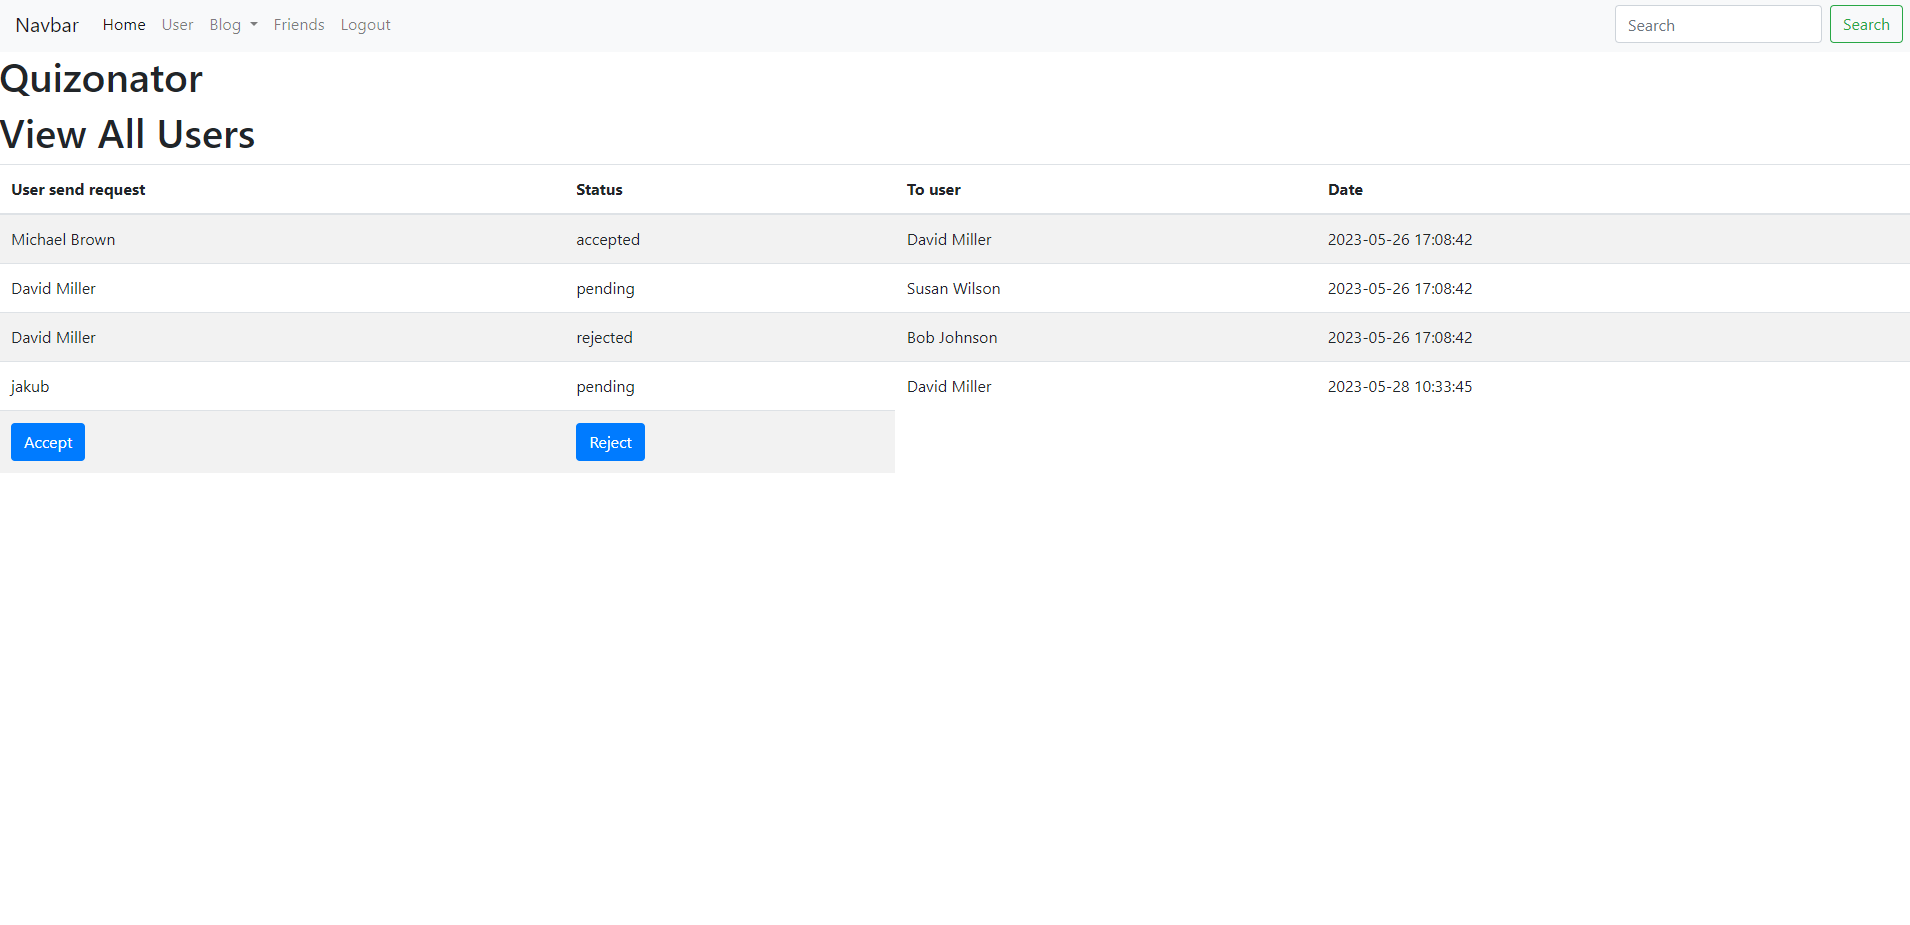 Navbar Home User Blog Friends Logout Search Search
Quizonator
View All Users
User send request Status To user Date
Michael Brown accepted David Miller 2023-05-26 17:08:42
David Miller pending Susan Wilson 2023-05-26 17:08:42
David Miller rejected Bob Johnson 2023-05-26 17:08:42
jakub pending David Miller 2023-05-28 10:33:45
Accept Reject